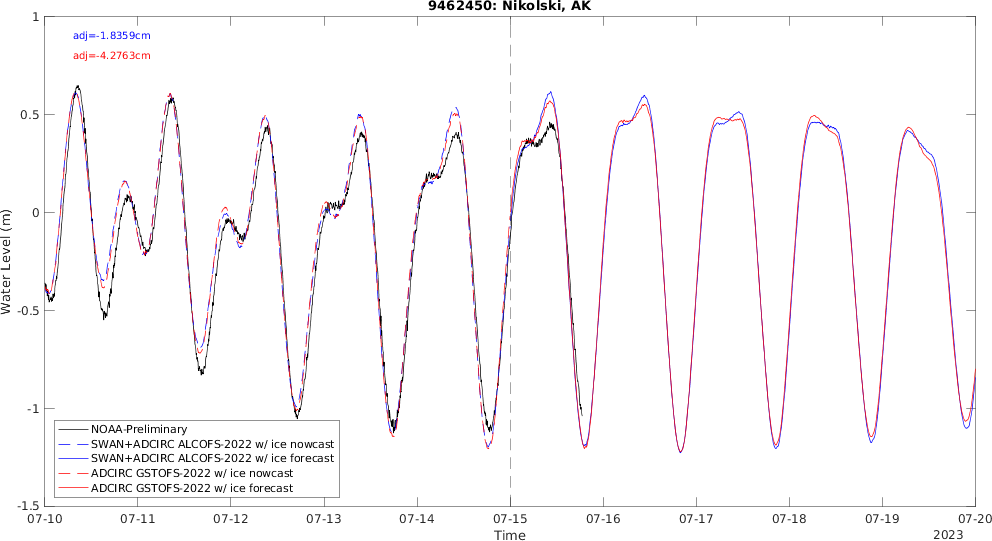 9462450: Nikolski, AK
adj=-1.8359cm
adj=-4.2763cm
Water Level (m)
1
0.5
0
-0.5
-1
-1.5
NOAA-Preliminary
SWAN+ADCIRC ALCOFS-2022 w/ ice nowcast
SWAN+ADCIRC ALCOFS-2022 w/ ice forecast
ADCIRC GSTOFS-2022 w/ ice nowcast
ADCIRC GSTOFS-2022 w/ ice forecast
07-10 07-11 07-12 07-13 07-14 07-15 07-16 07-17 07-18 07-19 07-20
Time
2023